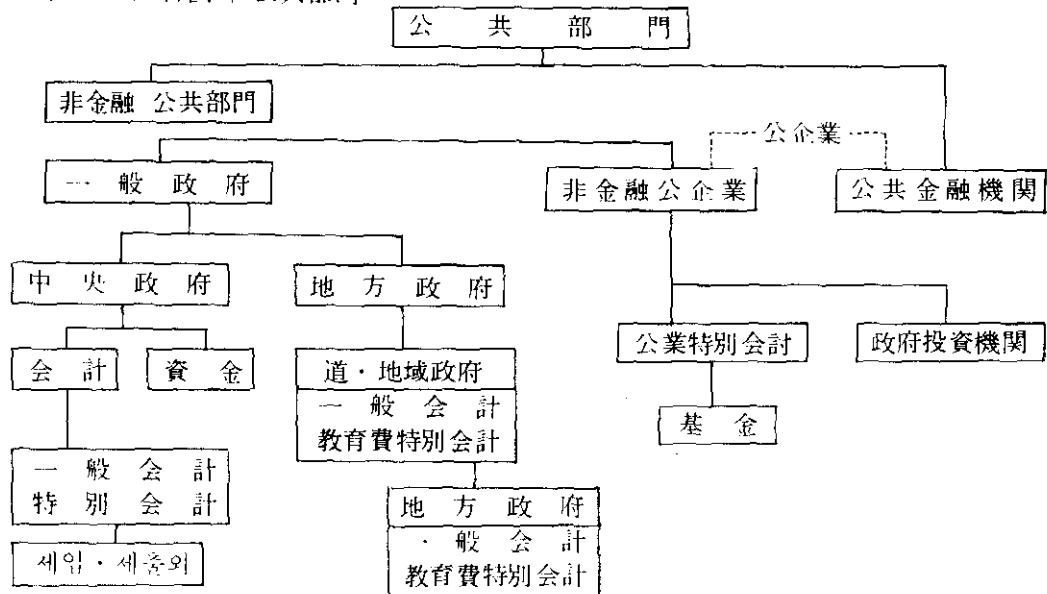 公共部門
非金融 公共部門
公企業
一般政府
非金融公企業
公共金融機関
中央政府
地方政府
公業特別会計
政府投資機関
会計
資金
道・地域政府
一般会計
教育費特別会計
基金
一般会計
特別会計
地方政府
一般会計
教育費特別会計
세입・세출외